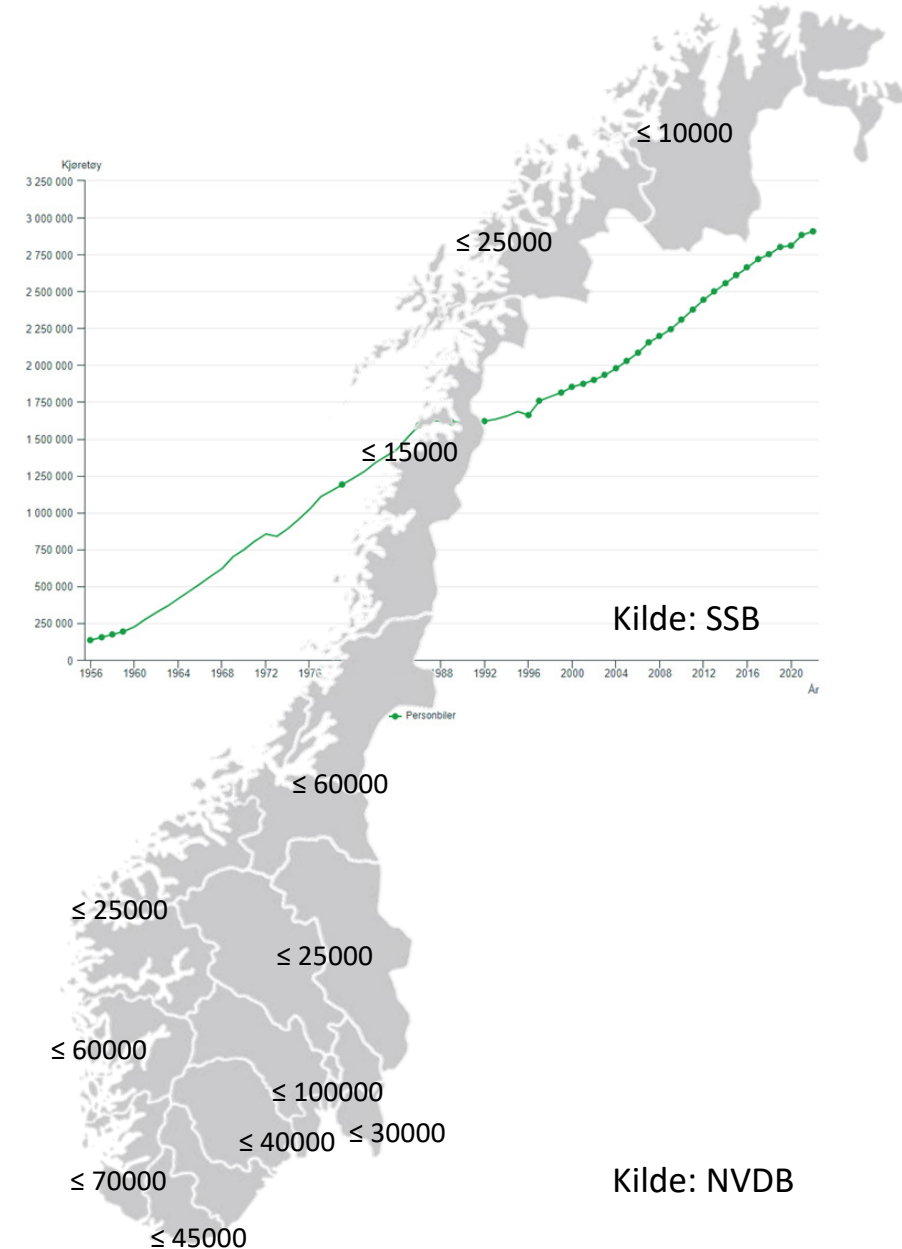 ≤ 10000
Kjøretøy
3 250 000
3 000 000
≤ 25000
2 750 000
2 500 000
2 250 000
2 000 000
1 750 000
1 500 000
≤ 15000
1 250 000
1 000 000
750 000
500 000
Kilde: SSB
250 000
0
1956 1960 1964 1968 1972 1976 1988 1992 1996 2000 2004 2008 2012 2016 2020
År
Personbiler
≤ 60000
≤ 25000
≤ 25000
≤ 60000
≤ 100000
≤ 30000
≤ 40000
≤ 70000
Kilde: NVDB
≤ 45000